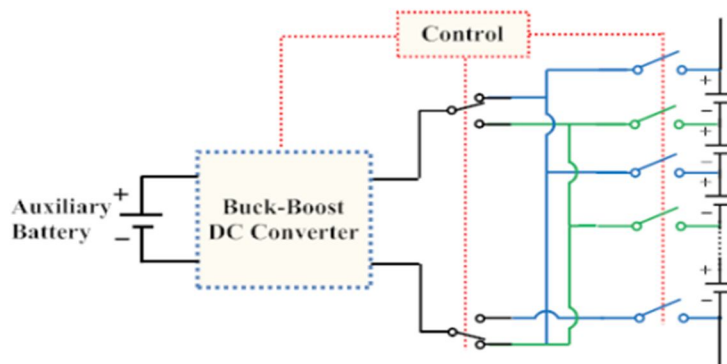 Control
Auxiliary
Battery
+
−
Buck-Boost
DC Converter
+
−
+
−
+
−
+
−